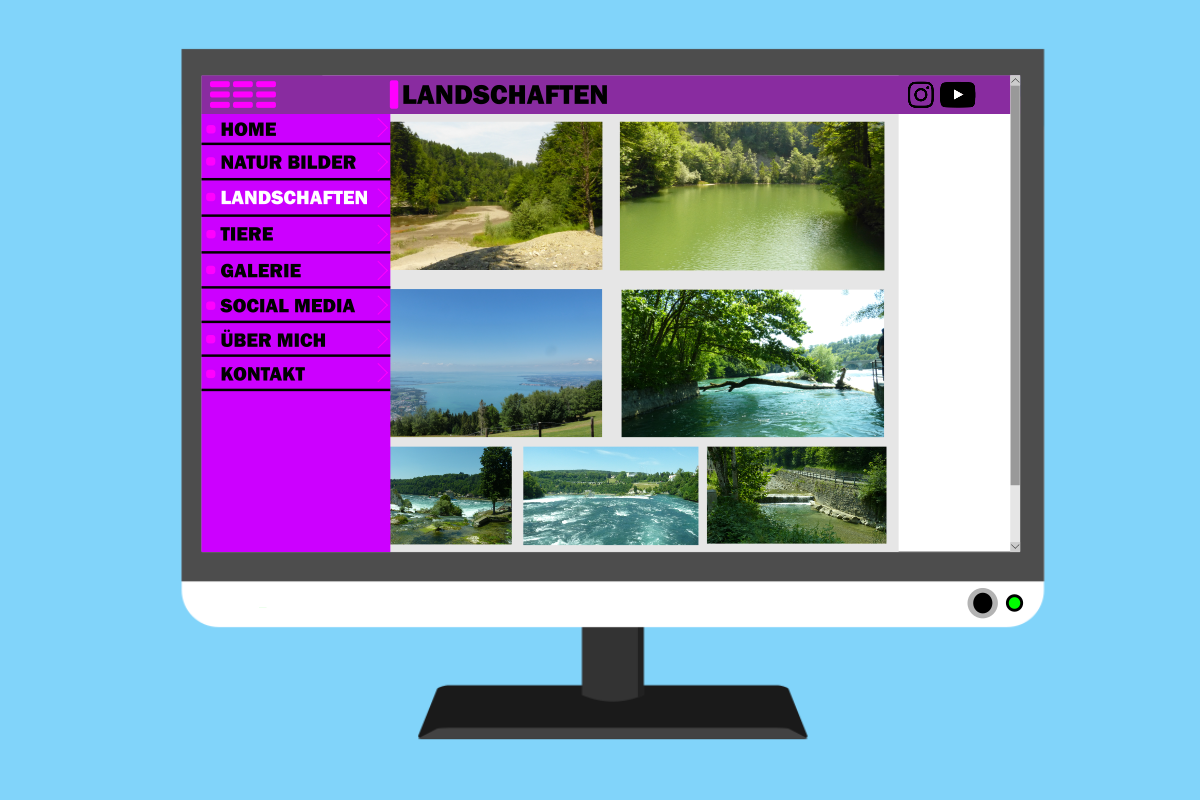 LANDSCHAFTEN
HOME
NATUR BILDER
LANDSCHAFTEN
TIERE
GALERIE
SOCIAL MEDIA
ÜBER MICH
KONTAKT